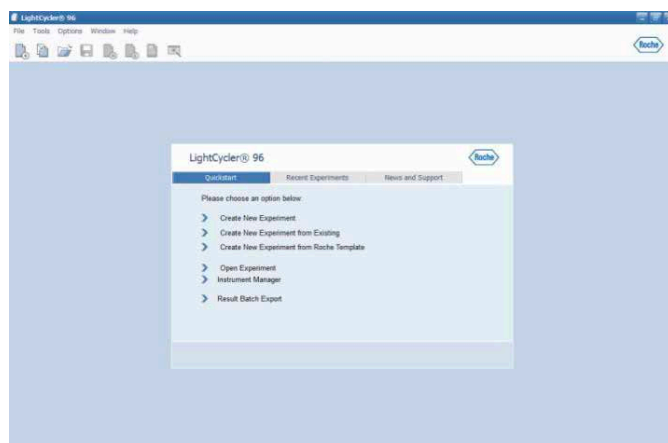 LightCycler® 96
File Tools Options Window Help
Roche
LightCycler® 96
Roche
Quickstart Recent Experiments News and Support
Please choose an option below:
Create New Experiment
Create New Experiment from Existing
Create New Experiment from Roche Template
Open Experiment
Instrument Manager
Result Batch Export